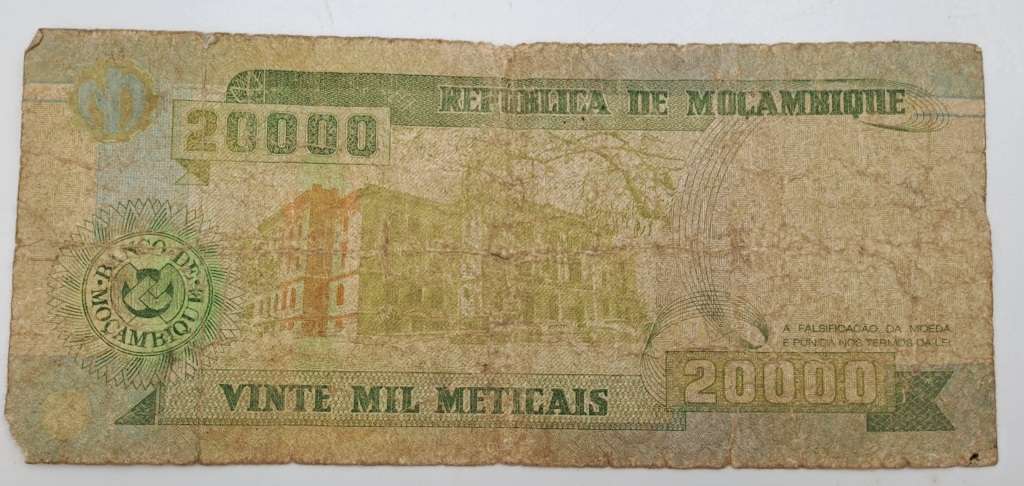 REPÚBLICA DE MOÇAMBIQUE
20000
BANCO DE MOÇAMBIQUE
A FALSIFICAÇÃO DA MOEDA
É PUNIDA NOS TERMOS DA LEI
VINTE MIL METICAIS
20000